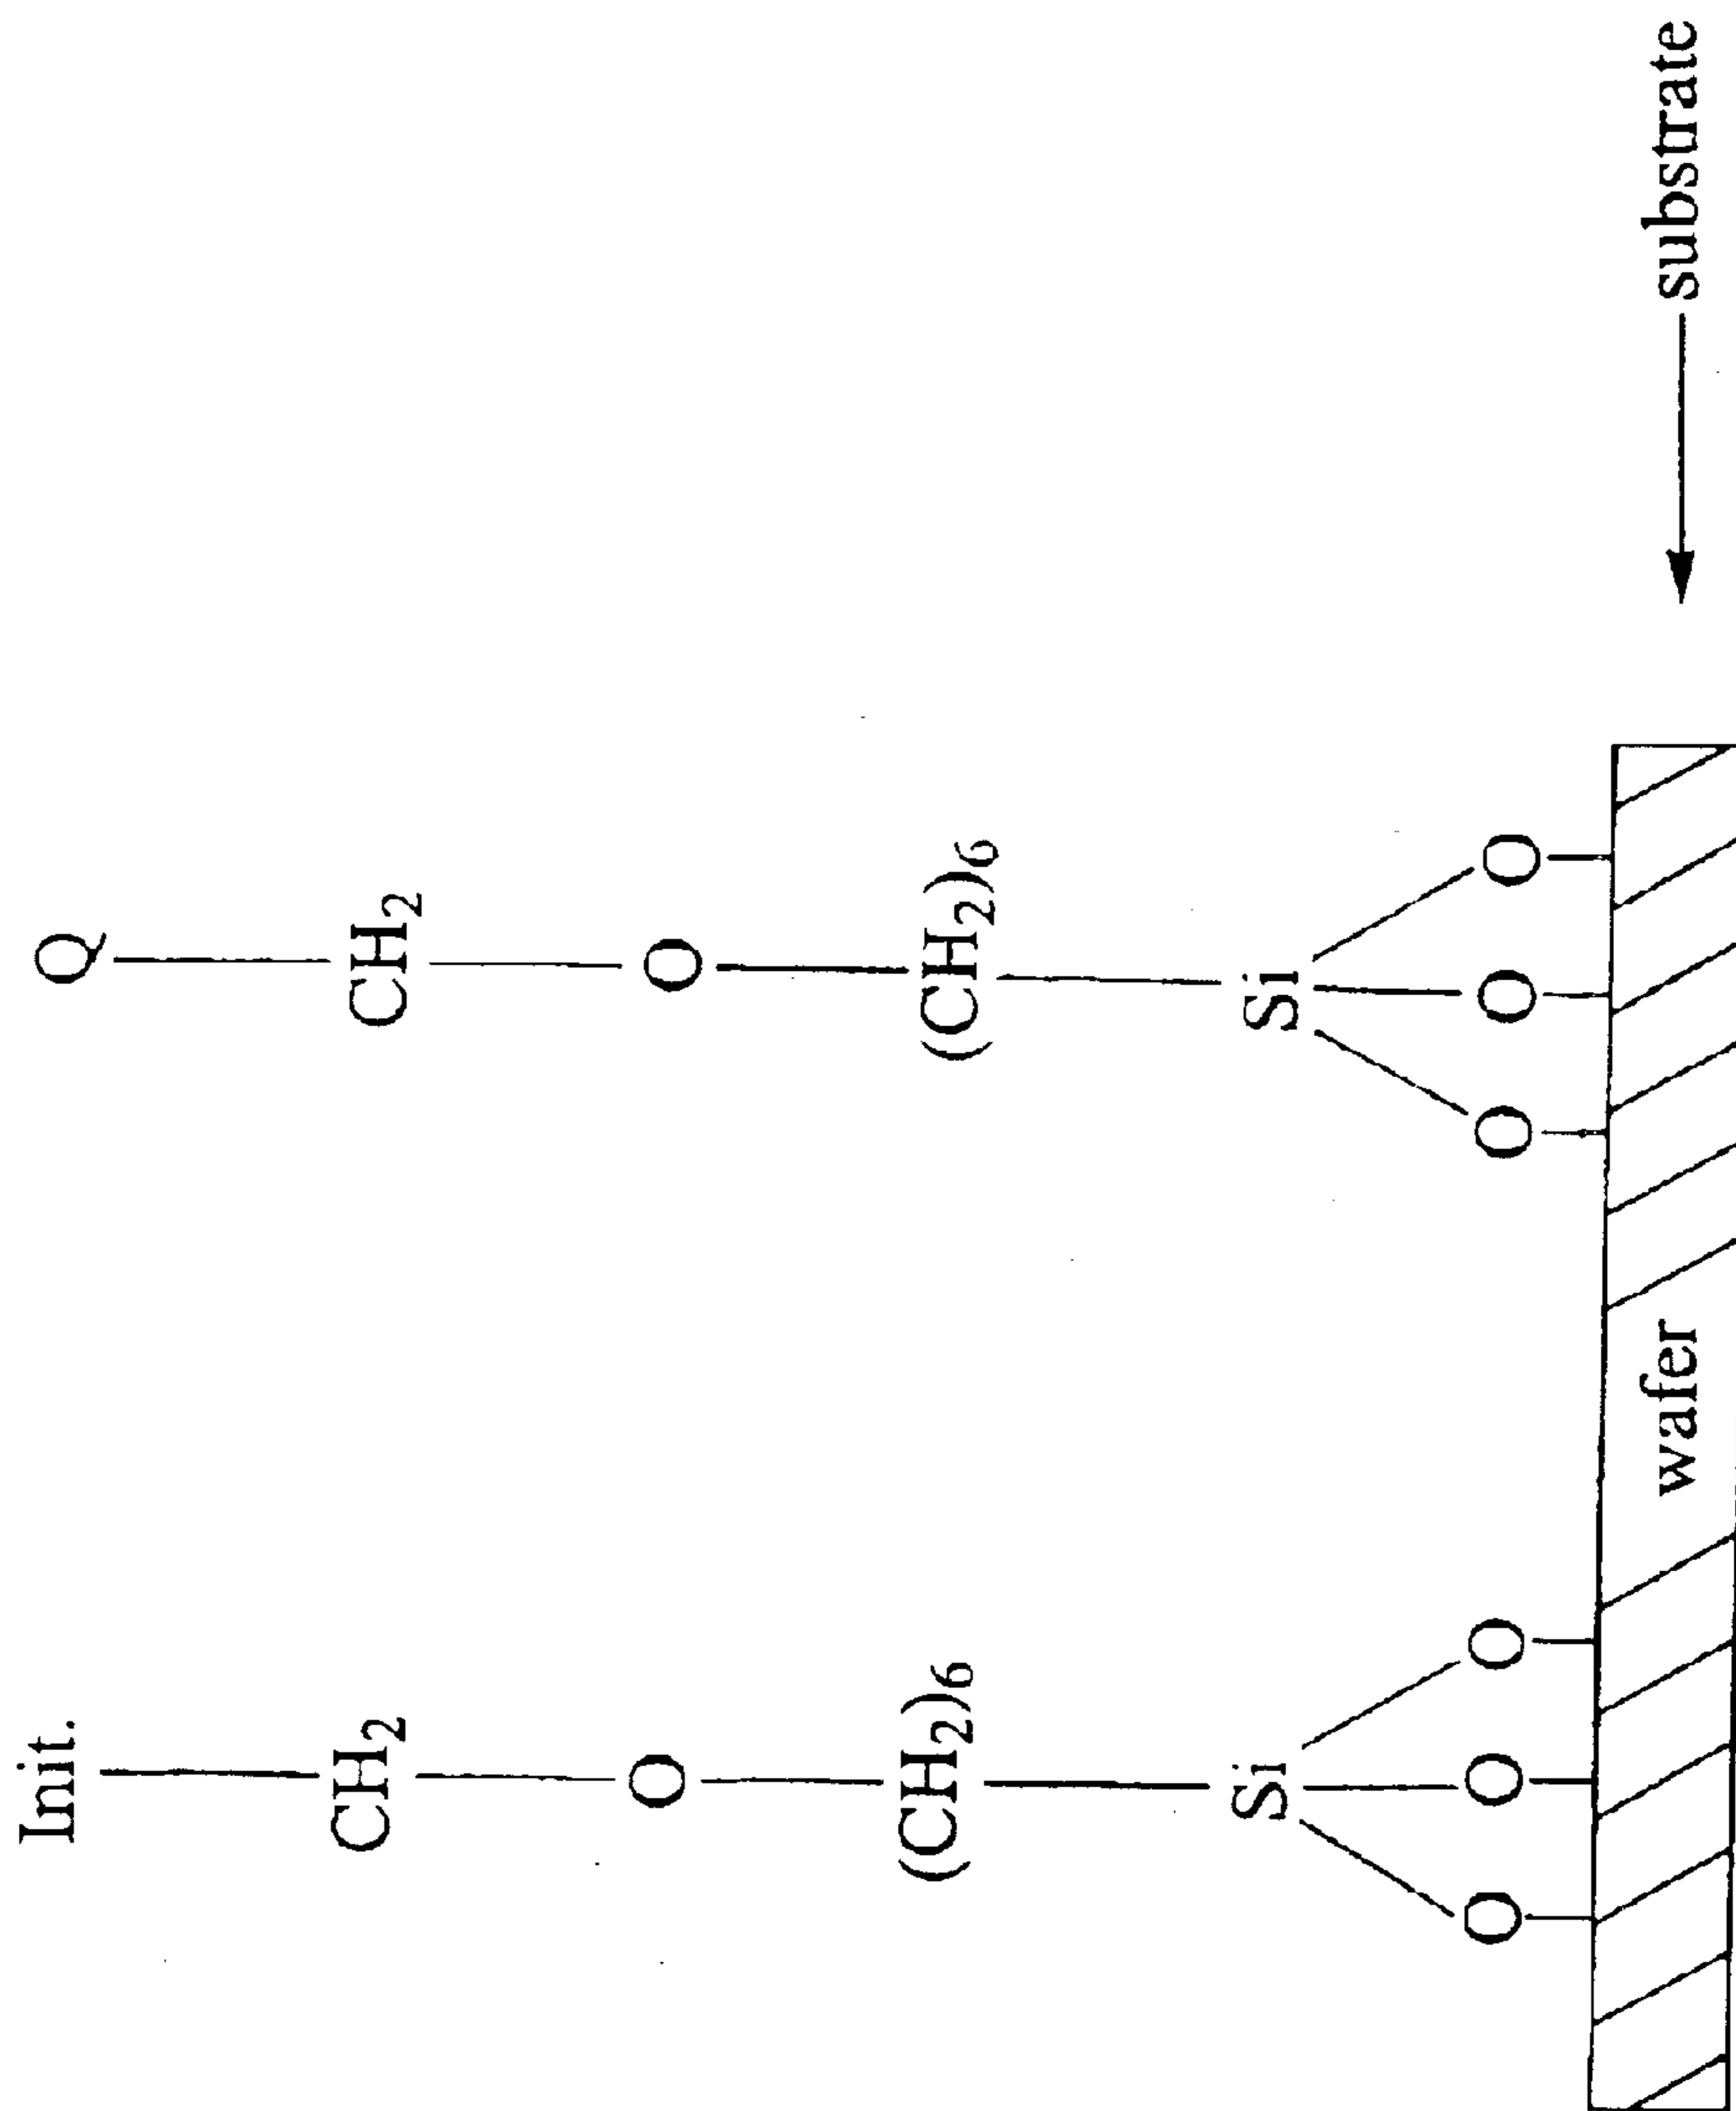 Init. Q
CH₂ CH₂
O O
(CH₂)₆ (CH₂)₆
Si Si
O O O O O O
wafer substrate